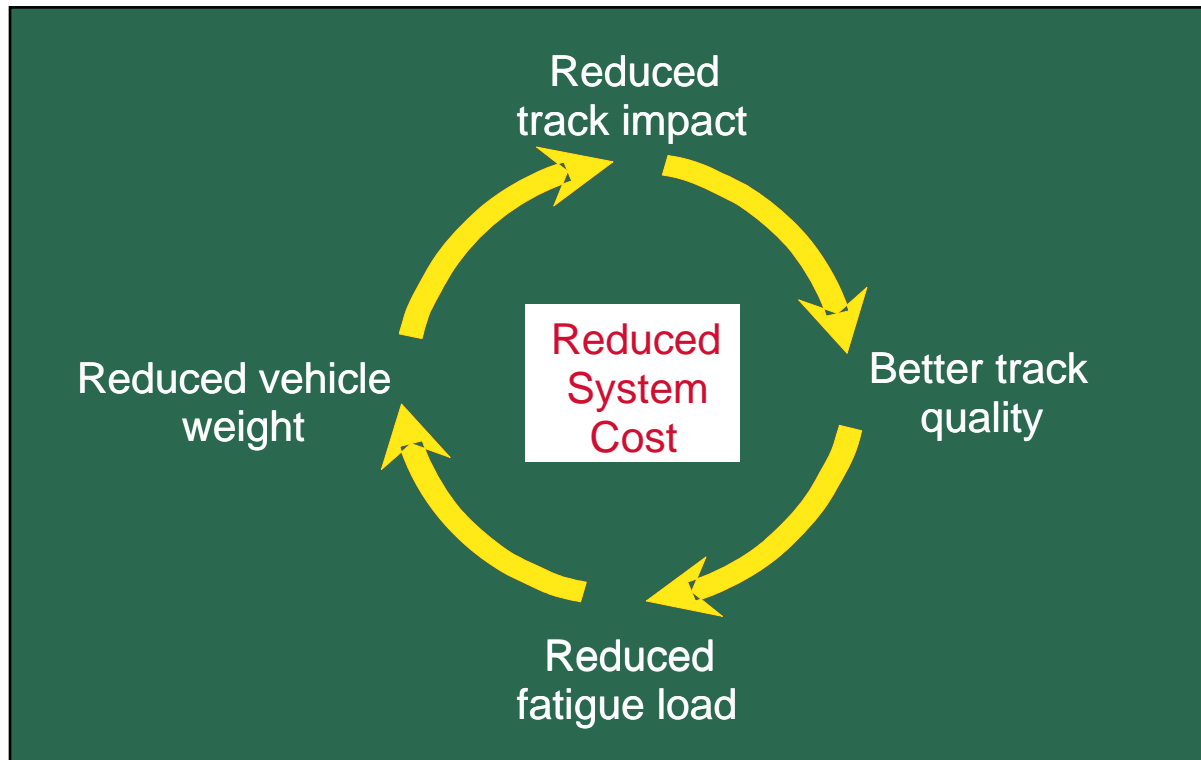 Reduced
track impact
Better track
quality
Reduced
fatigue load
Reduced vehicle
weight
Reduced
System
Cost